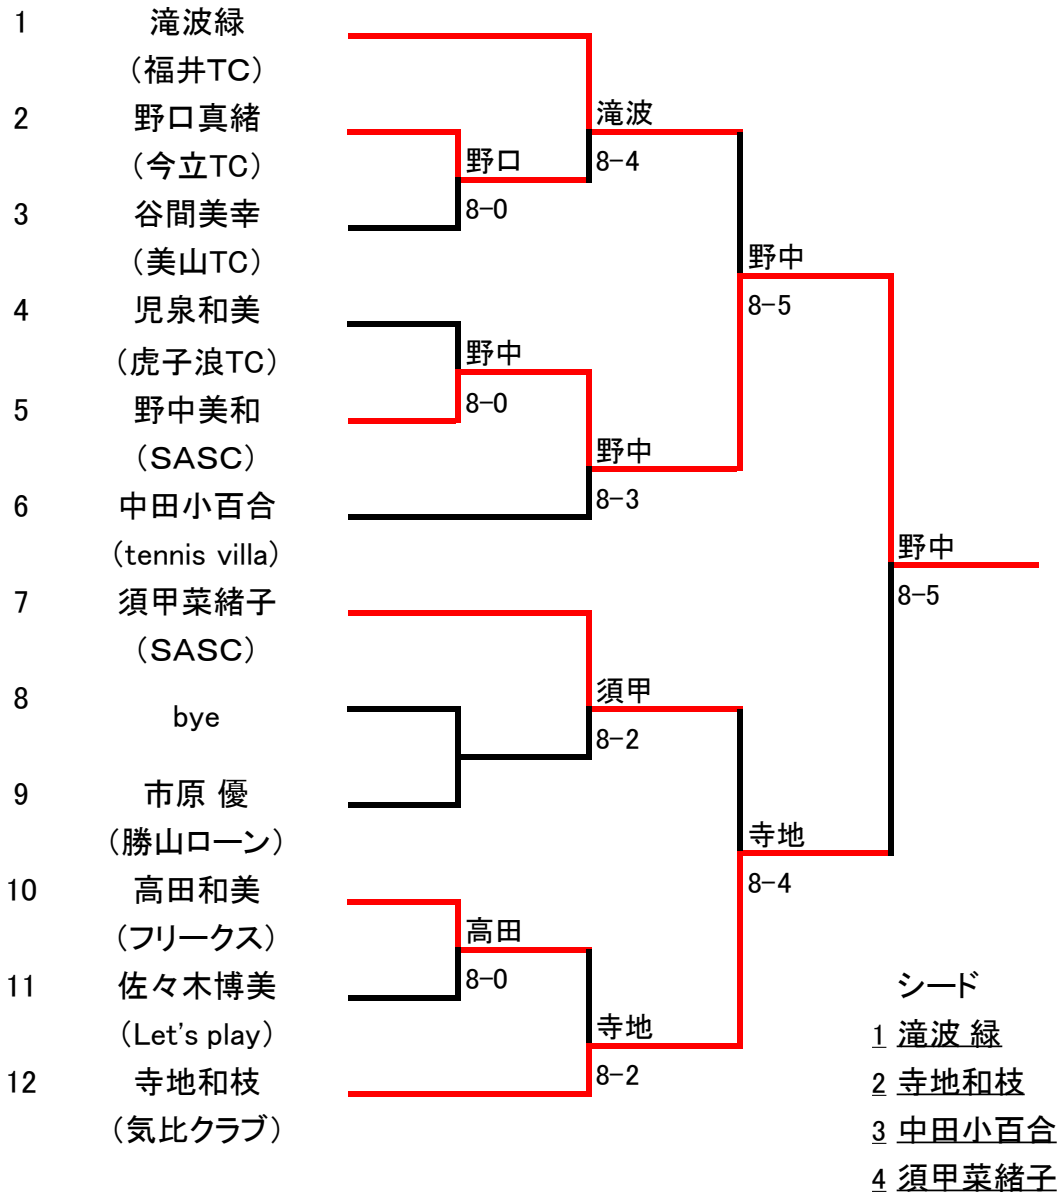 1 滝波緑
（福井TC）
2 野口真緒
（今立TC）
3 谷間美幸
（美山TC）
4 児泉和美
（虎子浪TC）
5 野中美和
（SASC）
6 中田小百合
（tennis villa）
7 須甲菜緒子
（SASC）
8 bye
9 市原 優
（勝山ローン）
10 高田和美
（フリークス）
11 佐々木博美
（Let's play）
12 寺地和枝
（気比クラブ）
野口
8-0
野中
8-0
高田
8-0
滝波
8-4
野中
8-3
須甲
8-2
寺地
8-2
野中
8-5
寺地
8-4
野中
8-5
シード
1 滝波 緑
2 寺地和枝
3 中田小百合
4 須甲菜緒子